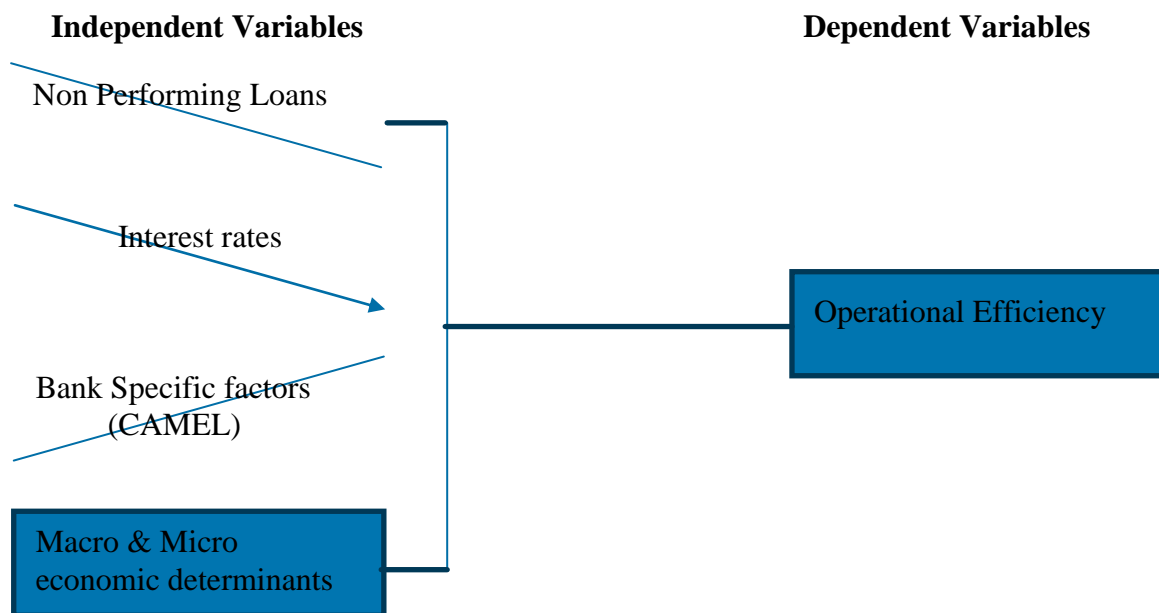 Independent Variables
Dependent Variables
Non Performing Loans
Interest rates
Operational Efficiency
Bank Specific factors
(CAMEL)
Macro & Micro
economic determinants